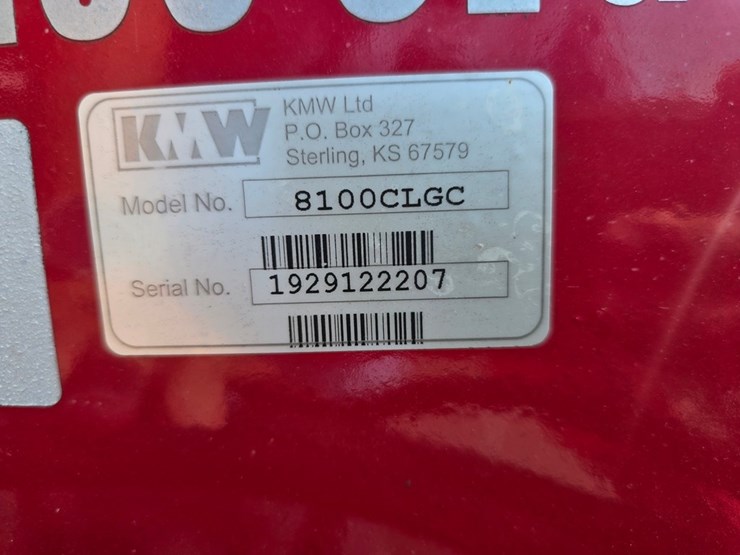 KMW
KMW Ltd
P.O. Box 327
Sterling, KS 67579
Model No. 8100CLGC
Serial No. 1929122207